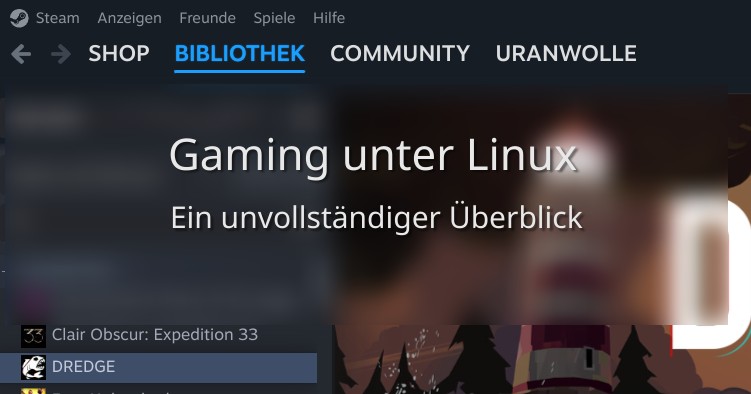 Steam Anzeigen Freunde Spiele Hilfe
SHOP BIBLIOTHEK COMMUNITY URANWOLLE
Gaming unter Linux
Ein unvollständiger Überblick
D
Clair Obscur: Expedition 33
DREDGE